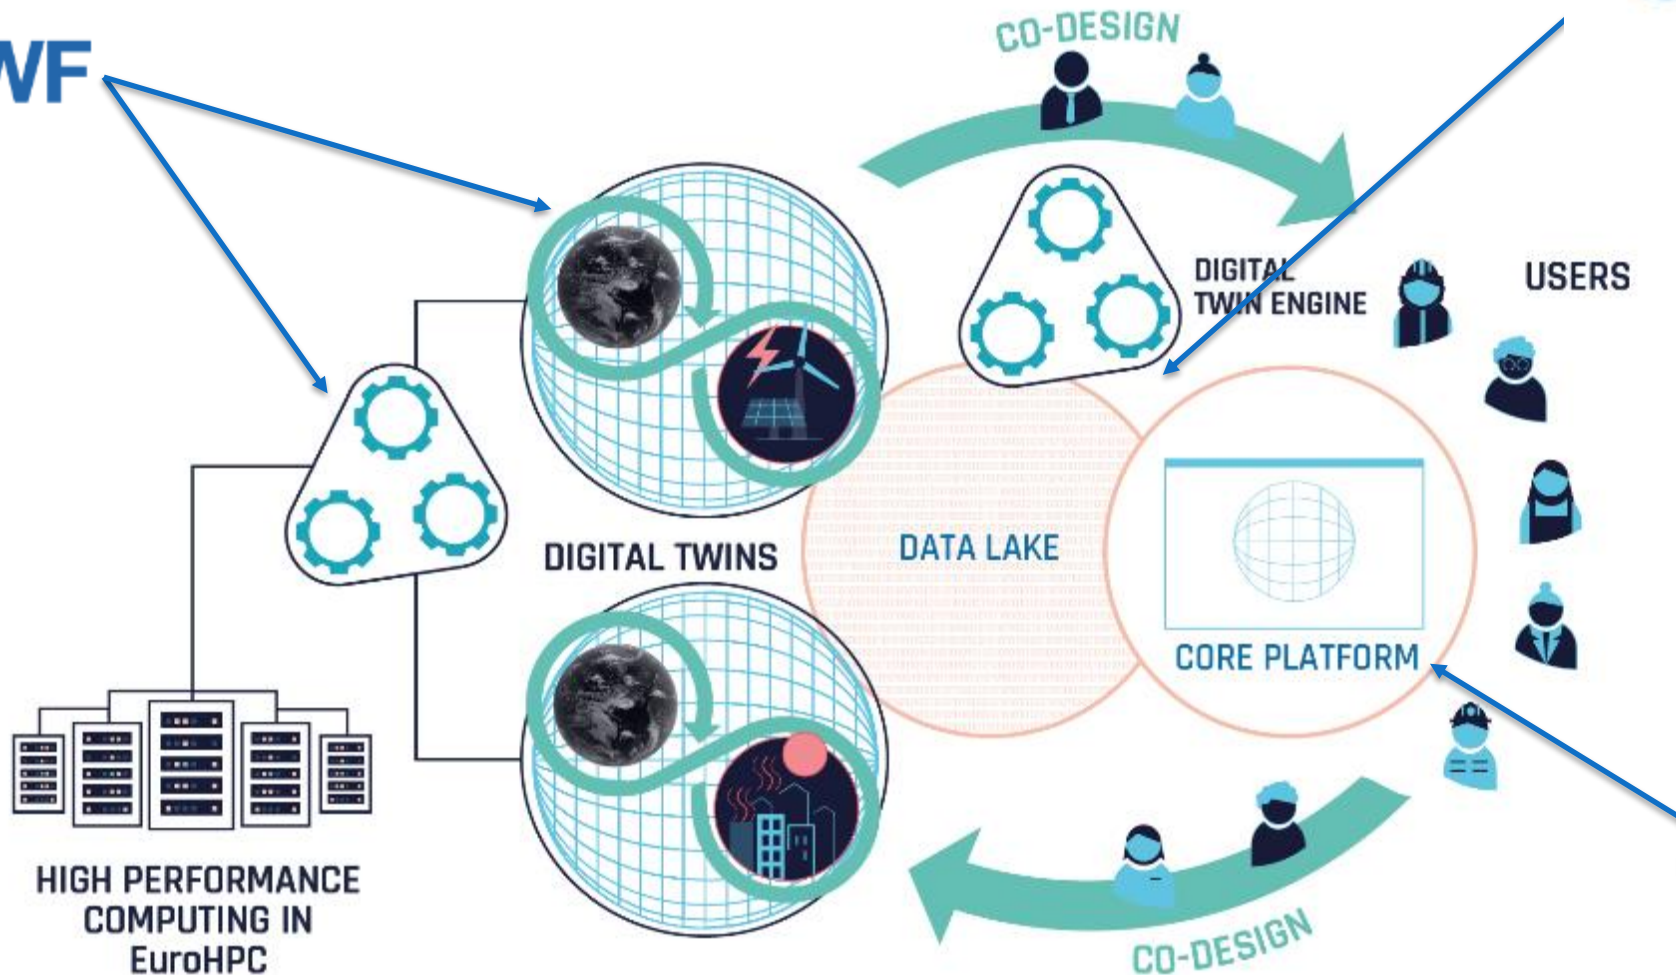 WF
CO-DESIGN
DIGITAL
TWIN ENGINE
USERS
DIGITAL TWINS
DATA LAKE
CORE PLATFORM
HIGH PERFORMANCE
COMPUTING IN
EuroHPC
CO-DESIGN